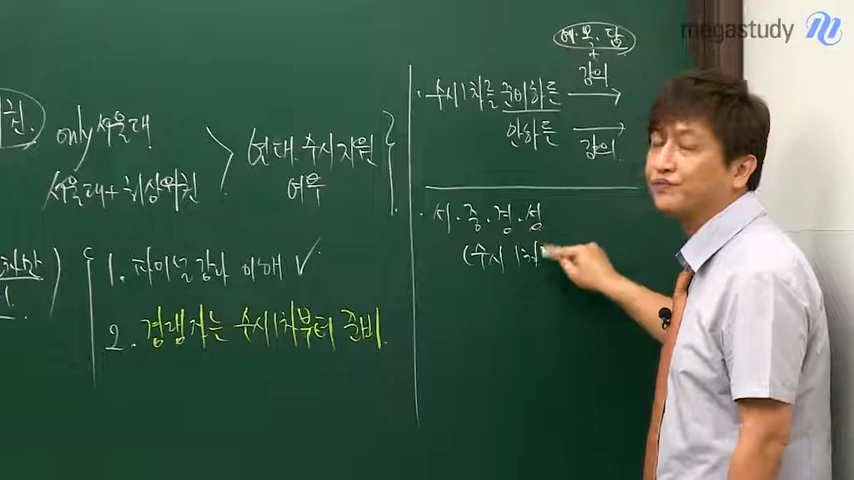 megastudy
only 서울대
서울대+최상위권
연대.수시지원
여부
1. 파이널 강좌 이해 ✓
2. 경쟁자는 수시1차부터 준비.
예.모.답
+
강의
· 수시1차를 준비하든 →
안하든 →
강의
· 서.중.경.성
(수시1차